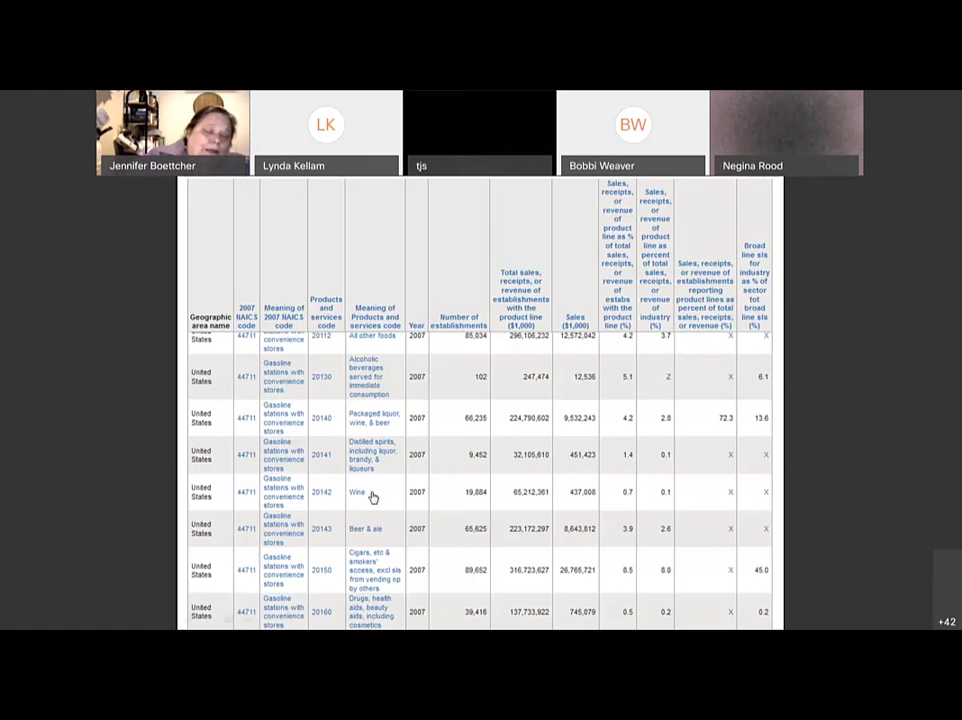 LK
BW
Jennifer Boettcher
Lynda Kellam
tjs
Bobbi Weaver
Negina Rood
Geographic
area name
2007
NAICS
code
Meaning of
2007 NAICS
code
Products
and
services
code
Meaning of
Products and
services code
Year
Number of
establishments
Total sales,
receipts, or
revenue of
establishments
with the
product line
($1,000)
Sales
($1,000)
Sales,
receipts,
or
revenue of
product
line as %
of total
sales,
receipts,
or
revenue of
estabs
with the
product
line (%)
Sales,
receipts,
or
revenue of
product
line as
percent of
total
sales,
receipts,
or
revenue of
industry
(%)
Sales, receipts,
or revenue of
establishments
reporting
product lines as
percent of total
sales, receipts,
or revenue (%)
Broad
line sls
for
industry
as % of
sector
tot
broad
line sls
(%)
United
States
44711
stations with
convenience
stores
20112
All other foods
2007
85,034
296,106,232
12,572,042
4.2
3.7
X
X
United
States
44711
Gasoline
stations with
convenience
stores
20130
Alcoholic
beverages
served for
immediate
consumption
2007
102
247,474
12,536
5.1
Z
X
6.1
United
States
44711
Gasoline
stations with
convenience
stores
20140
Packaged liquor,
wine, & beer
2007
66,235
224,790,602
9,532,243
4.2
2.8
72.3
13.6
United
States
44711
Gasoline
stations with
convenience
stores
20141
Distilled spirits,
including liquor,
brandy, &
liqueurs
2007
9,452
32,105,610
451,423
1.4
0.1
X
X
United
States
44711
Gasoline
stations with
convenience
stores
20142
Wine
2007
19,884
65,212,361
437,008
0.7
0.1
X
X
United
States
44711
Gasoline
stations with
convenience
stores
20143
Beer & ale
2007
65,625
223,172,297
8,643,812
3.9
2.6
X
X
United
States
44711
Gasoline
stations with
convenience
stores
20150
Cigars, etc &
smokers'
access, excl sls
from vending op
by others
2007
89,652
316,723,627
26,765,721
8.5
8.0
X
45.0
United
States
44711
Gasoline
stations with
convenience
stores
20160
Drugs, health
aids, beauty
aids, including
cosmetics
2007
39,416
137,733,922
745,079
0.5
0.2
X
0.2
+42